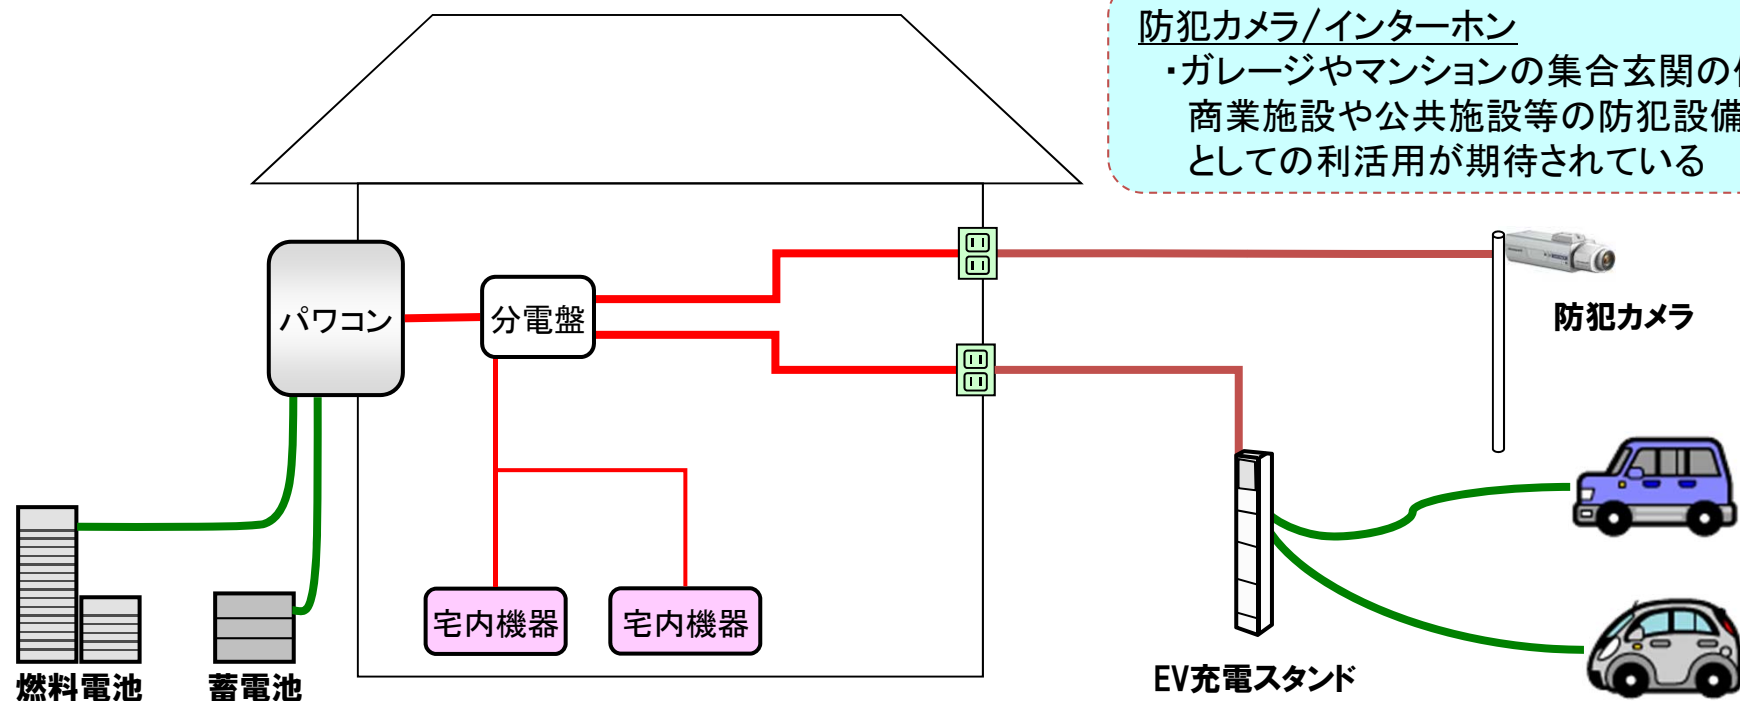 防犯カメラ/インターホン
・ガレージやマンションの集合玄関の
商業施設や公共施設等の防犯設備
としての利活用が期待されている
パワコン
分電盤
防犯カメラ
宅内機器
宅内機器
燃料電池
蓄電池
EV充電スタンド